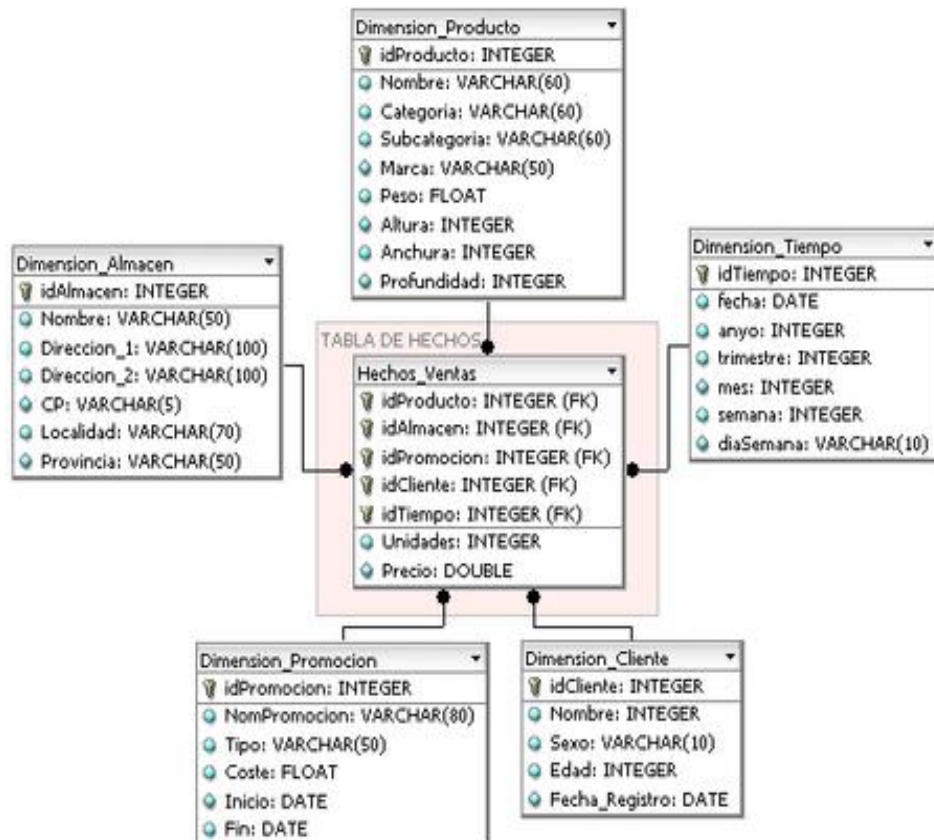 Dimension_Producto
idProducto: INTEGER
Nombre: VARCHAR(60)
Categoria: VARCHAR(60)
Subcategoria: VARCHAR(60)
Marca: VARCHAR(50)
Peso: FLOAT
Altura: INTEGER
Anchura: INTEGER
Profundidad: INTEGER
Dimension_Almacen
idAlmacen: INTEGER
Nombre: VARCHAR(50)
Direccion_1: VARCHAR(100)
Direccion_2: VARCHAR(100)
CP: VARCHAR(5)
Localidad: VARCHAR(70)
Provincia: VARCHAR(50)
Dimension_Tiempo
idTiempo: INTEGER
fecha: DATE
anyo: INTEGER
trimestre: INTEGER
mes: INTEGER
semana: INTEGER
diaSemana: VARCHAR(10)
TABLA DE HECHOS
Hechos_Ventas
idProducto: INTEGER (FK)
idAlmacen: INTEGER (FK)
idPromocion: INTEGER (FK)
idCliente: INTEGER (FK)
idTiempo: INTEGER (FK)
Unidades: INTEGER
Precio: DOUBLE
Dimension_Promocion
idPromocion: INTEGER
NomPromocion: VARCHAR(80)
Tipo: VARCHAR(50)
Coste: FLOAT
Inicio: DATE
Fin: DATE
Dimension_Cliente
idCliente: INTEGER
Nombre: INTEGER
Sexo: VARCHAR(10)
Edad: INTEGER
Fecha_Registro: DATE